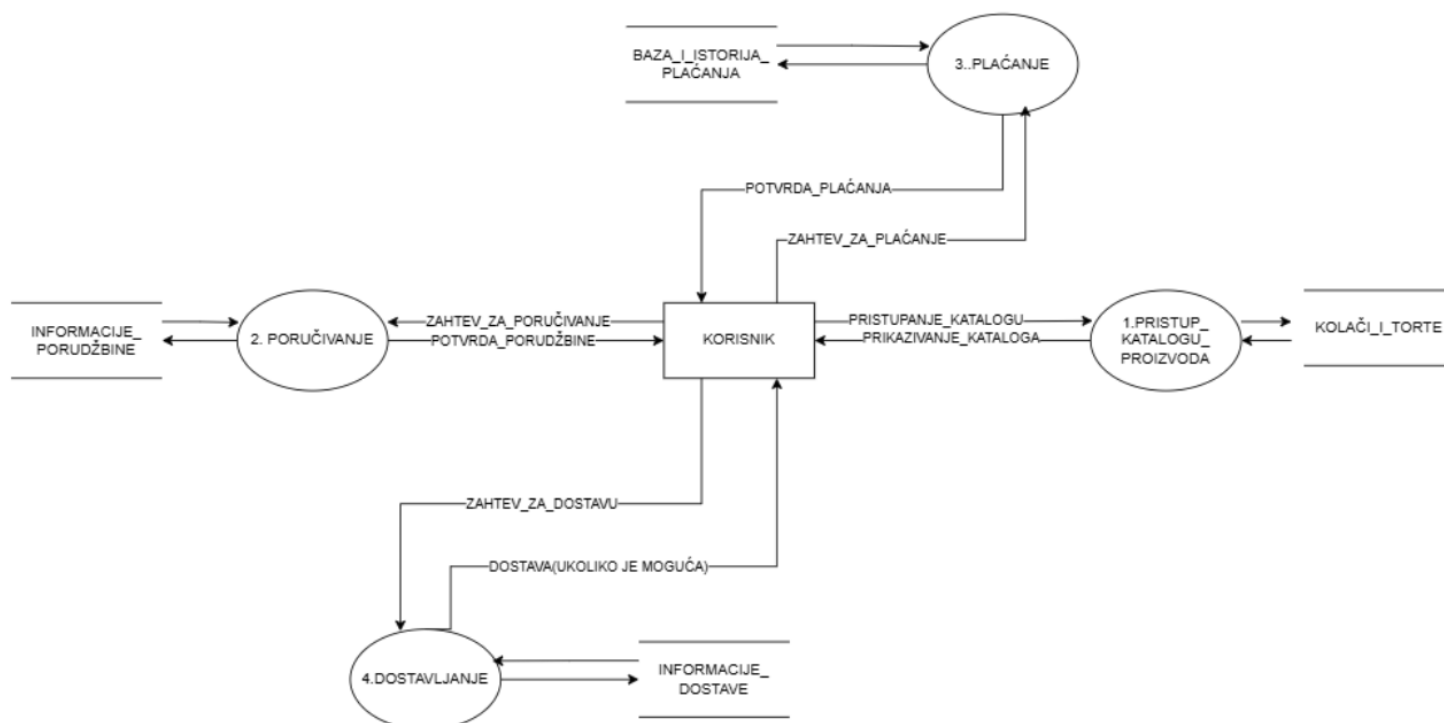 BAZA_I_ISTORIJA_
PLAĆANJA
3..PLAĆANJE
POTVRDA_PLAĆANJA
ZAHTEV_ZA_PLAĆANJE
INFORMACIJE_
PORUDŽBINE
2. PORUČIVANJE
ZAHTEV_ZA_PORUČIVANJE
POTVRDA_PORUDŽBINE
KORISNIK
PRISTUPANJE_KATALOGU
PRIKAZIVANJE_KATALOGA
1.PRISTUP_
KATALOGU_
PROIZVODA
KOLAČI_I_TORTE
ZAHTEV_ZA_DOSTAVU
DOSTAVA(UKOLIKO JE MOGUĆA)
4.DOSTAVLJANJE
INFORMACIJE_
DOSTAVE